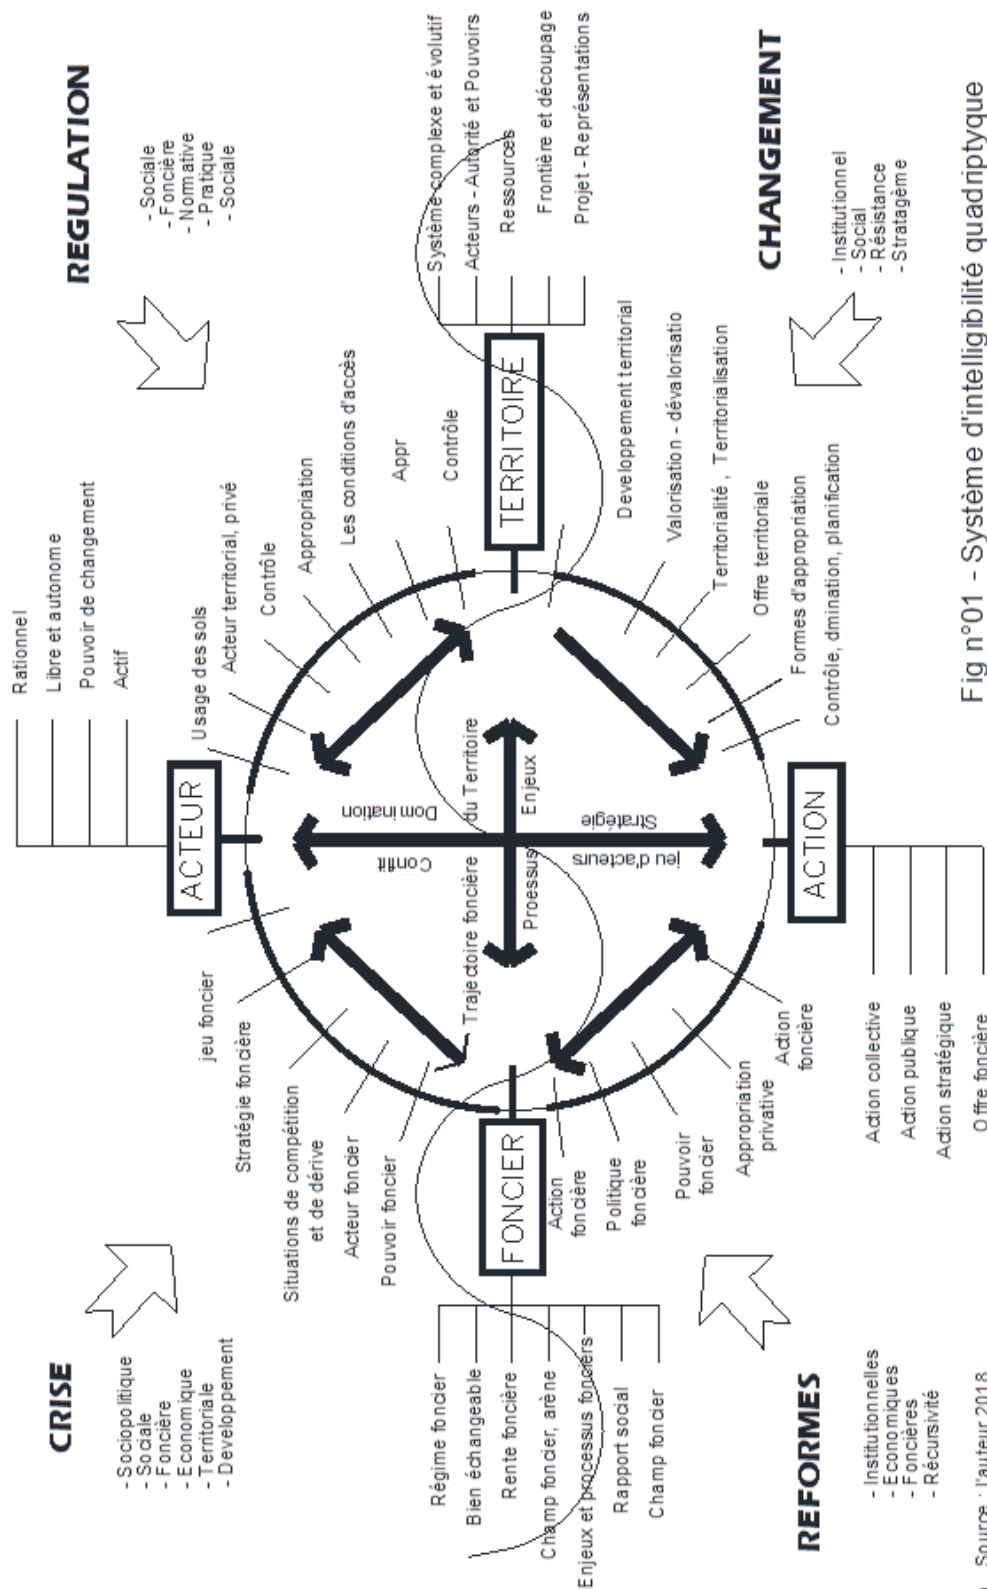 CRISE
- Sociopolitique
- Sociale
- Foncière
- Economique
- Territoriale
- Developpement
REGULATION
- Sociale
- Foncière
- Normative
- Pratique
- Sociale
Rationnel
Libre et autonome
Pouvoir de changement
Actif
ACTEUR
jeu foncier
Stratégie foncière
Situations de compétition
et de dérive
Acteur foncier
Pouvoir foncier
Usage des sols
Acteur territorial, privé
Contrôle
Appropriation
Les conditions d'accès
Appr
Contrôle
Conflit
Domination
Trajectoire foncière
du Territoire
Proessus
Enjeux
jeu d'acteurs
Stratégie
FONCIER
Régime foncier
Bien échangeable
Rente foncière
Champ foncier, arène
Enjeux et processus fonciers
Rapport social
Champ foncier
TERRITOIRE
Système complexe et évolutif
Acteurs - Autorité et Pouvoirs
Ressources
Frontière et découpage
Projet - Représentations
Action
foncière
Politique
foncière
Pouvoir
foncier
Appropriation
privative
Action
foncière
Developpement territorial
Valorisation - dévalorisatio
Territorialité , Territorialisation
Offre territoriale
Formes d'appropriation
Contrôle, dmination, planification
ACTION
Action collective
Action publique
Action stratégique
Offre foncière
REFORMES
- Institutionnelles
- Economiques
- Foncières
- Récursivité
CHANGEMENT
- Institutionnel
- Social
- Résistance
- Stratagème
Source : l'auteur 2018
Fig n°01 - Système d'intelligibilité quadriptyque